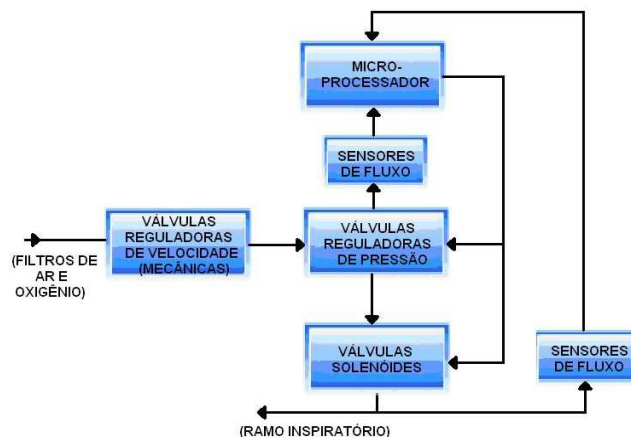 MICRO-
PROCESSADOR
SENSORES
DE FLUXO
VÁLVULAS
REGULADORAS
DE VELOCIDADE
(MECÂNICAS)
VÁLVULAS
REGULADORAS
DE PRESSÃO
(FILTROS DE
AR E
OXIGÊNIO)
VÁLVULAS
SOLENÓIDES
SENSORES
DE FLUXO
(RAMO INSPIRATÓRIO)